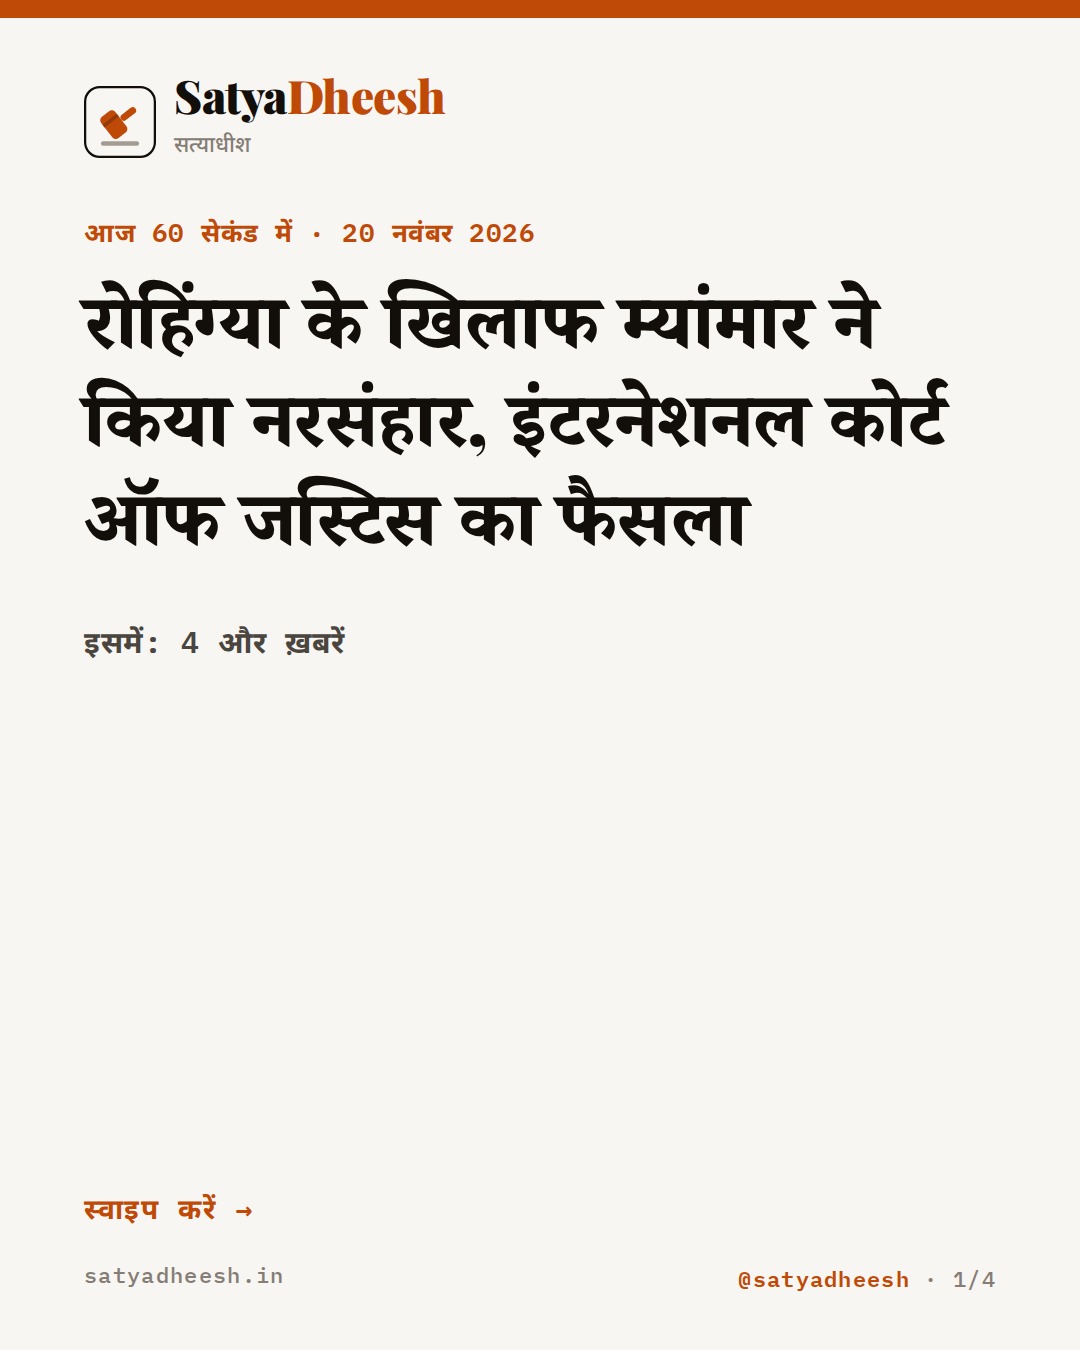 SatyaDheesh
सत्याधीश
आज 60 सेकंड में · 20 नवंबर 2026
रोहिंग्या के खिलाफ म्यांमार ने
किया नरसंहार, इंटरनेशनल कोर्ट
ऑफ जस्टिस का फैसला
इसमें: 4 और ख़बरें
स्वाइप करें →
satyadheesh.in
@satyadheesh · 1/4